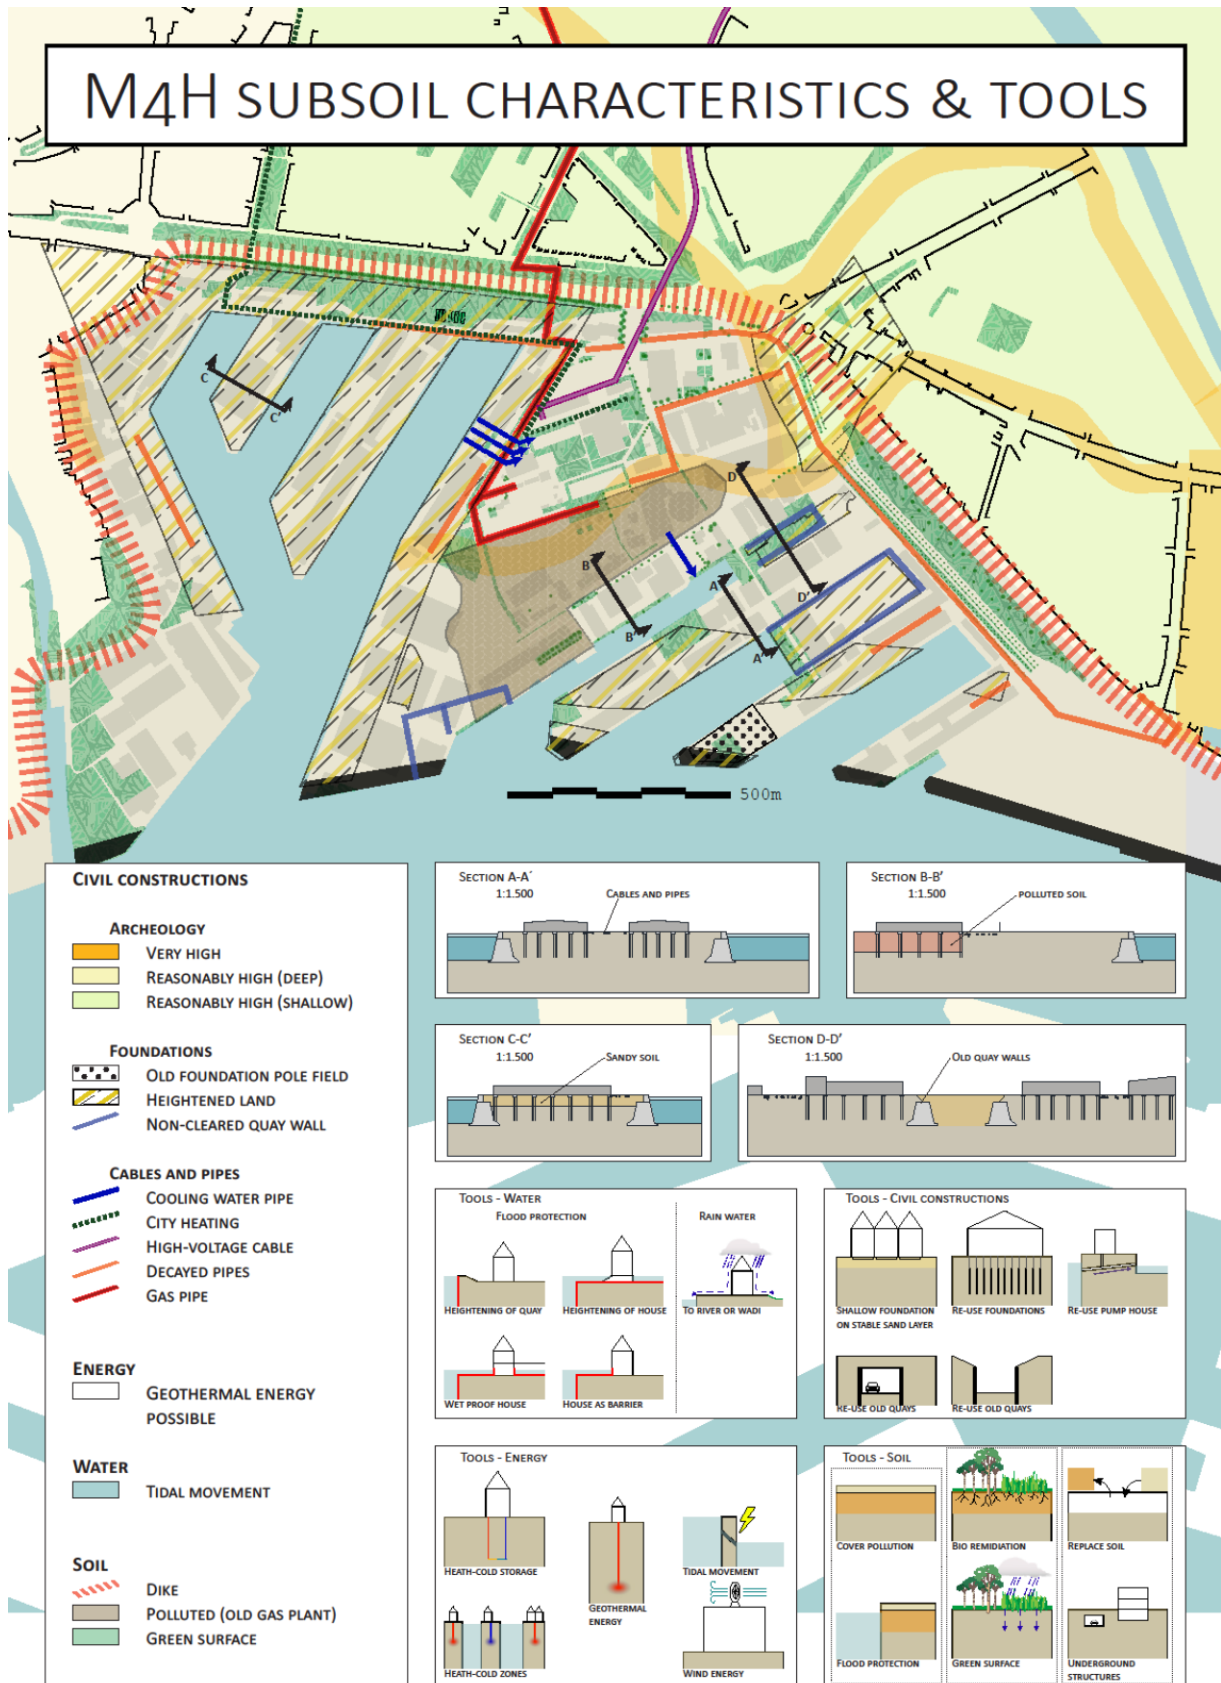 M4H SUBSOIL CHARACTERISTICS & TOOLS
C
C'
D
B
A
D'
B'
A'
500m
CIVIL CONSTRUCTIONS
ARCHEOLOGY
VERY HIGH
REASONABLY HIGH (DEEP)
REASONABLY HIGH (SHALLOW)
FOUNDATIONS
OLD FOUNDATION POLE FIELD
HEIGHTENED LAND
NON-CLEARED QUAY WALL
CABLES AND PIPES
COOLING WATER PIPE
CITY HEATING
HIGH-VOLTAGE CABLE
DECAYED PIPES
GAS PIPE
ENERGY
GEOTHERMAL ENERGY
POSSIBLE
WATER
TIDAL MOVEMENT
SOIL
DIKE
POLLUTED (OLD GAS PLANT)
GREEN SURFACE
SECTION A-A'
1:1.500
CABLES AND PIPES
SECTION B-B'
1:1.500
POLLUTED SOIL
SECTION C-C'
1:1.500
SANDY SOIL
SECTION D-D'
1:1.500
OLD QUAY WALLS
TOOLS - WATER
FLOOD PROTECTION
RAIN WATER
HEIGHTENING OF QUAY
HEIGHTENING OF HOUSE
TO RIVER OR WADI
WET PROOF HOUSE
HOUSE AS BARRIER
TOOLS - CIVIL CONSTRUCTIONS
SHALLOW FOUNDATION
ON STABLE SAND LAYER
RE-USE FOUNDATIONS
RE-USE PUMP HOUSE
RE-USE OLD QUAYS
RE-USE OLD QUAYS
TOOLS - ENERGY
HEATH-COLD STORAGE
GEOTHERMAL
ENERGY
TIDAL MOVEMENT
HEATH-COLD ZONES
WIND ENERGY
TOOLS - SOIL
COVER POLLUTION
BIO REMIDIATION
REPLACE SOIL
FLOOD PROTECTION
GREEN SURFACE
UNDERGROUND
STRUCTURES